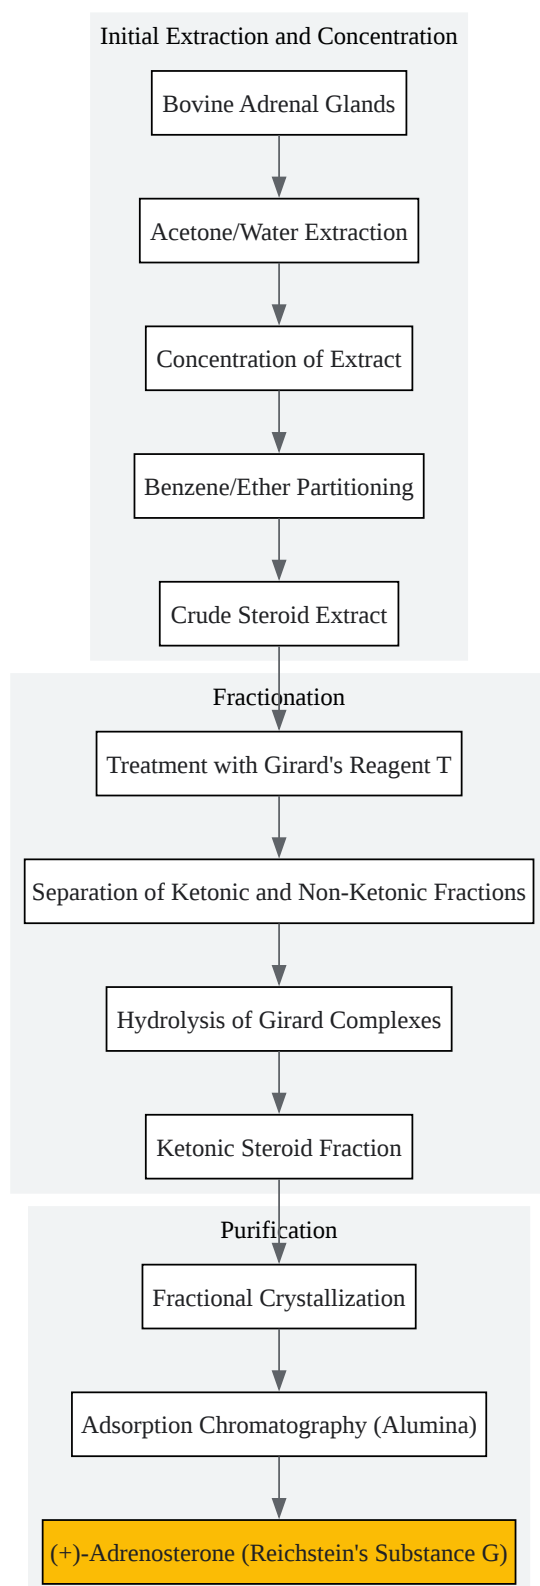 Initial Extraction and Concentration
Bovine Adrenal Glands
Acetone/Water Extraction
Concentration of Extract
Benzene/Ether Partitioning
Crude Steroid Extract
Fractionation
Treatment with Girard's Reagent T
Separation of Ketonic and Non-Ketonic Fractions
Hydrolysis of Girard Complexes
Ketonic Steroid Fraction
Purification
Fractional Crystallization
Adsorption Chromatography (Alumina)
(+)-Adrenosterone (Reichstein's Substance G)